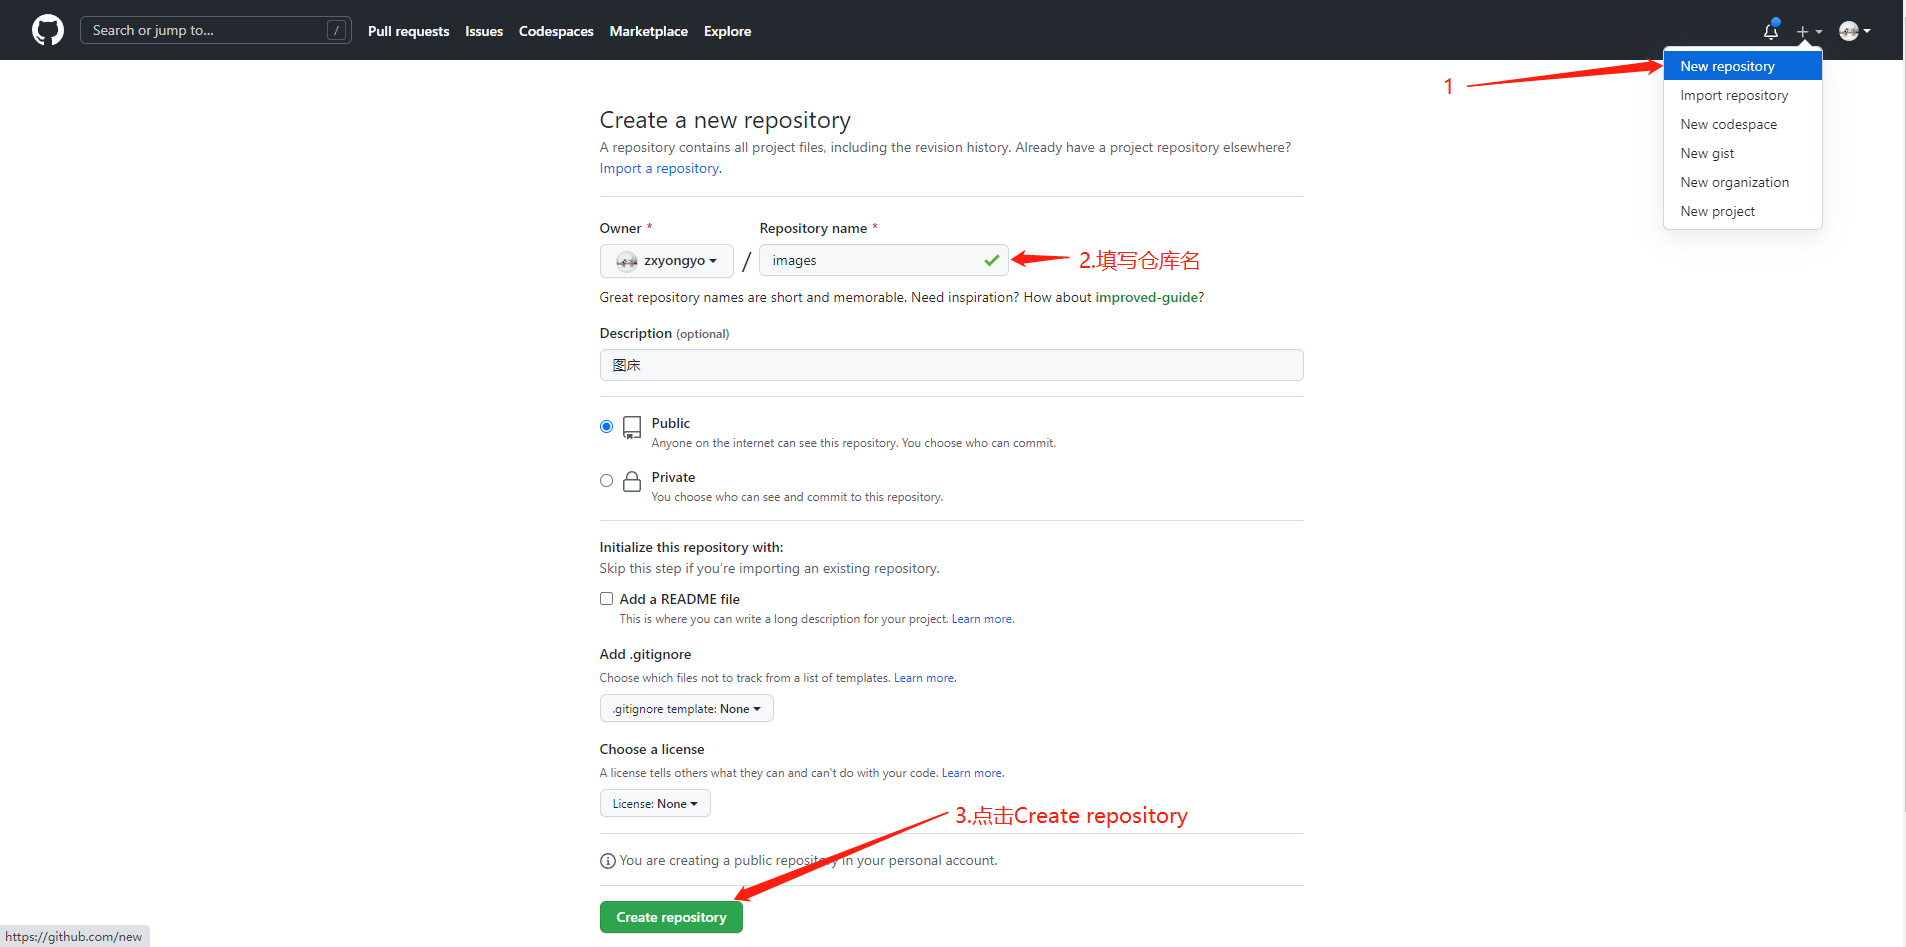 Search or jump to... /
Pull requests Issues Codespaces Marketplace Explore
New repository
Import repository
New codespace
New gist
New organization
New project
1
Create a new repository
A repository contains all project files, including the revision history. Already have a project repository elsewhere?
Import a repository.
Owner * Repository name *
zxyongyo / images
2.填写仓库名
Great repository names are short and memorable. Need inspiration? How about improved-guide?
Description (optional)
图床
Public
Anyone on the internet can see this repository. You choose who can commit.
Private
You choose who can see and commit to this repository.
Initialize this repository with:
Skip this step if you're importing an existing repository.
Add a README file
This is where you can write a long description for your project. Learn more.
Add .gitignore
Choose which files not to track from a list of templates. Learn more.
.gitignore template: None
Choose a license
A license tells others what they can and can't do with your code. Learn more.
License: None
3.点击Create repository
You are creating a public repository in your personal account.
Create repository
https://github.com/new